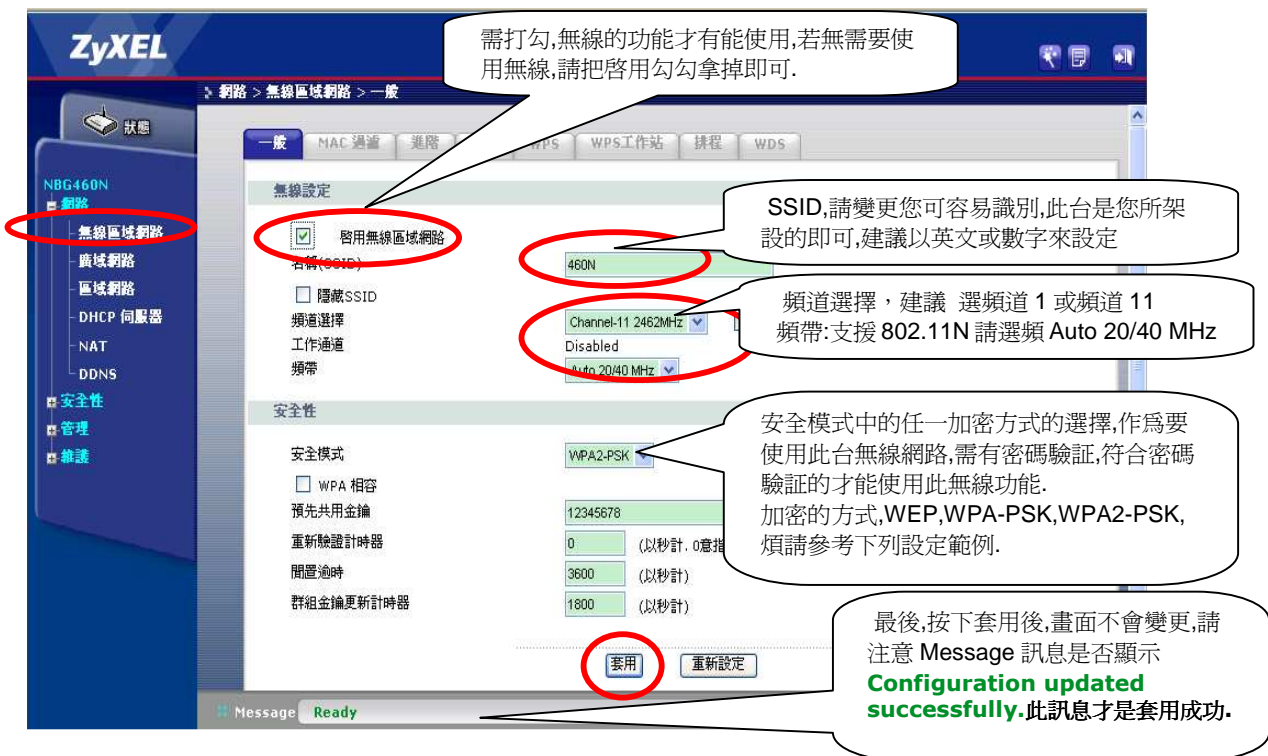 ZyXEL
需打勾,無線的功能才有能使用,若無需要使
用無線,請把啓用勾勾拿掉即可.
網路 > 無線區域網路 > 一般
狀態
一般 MAC 過濾 進階 WPS WPS工作站 排程 WDS
NBG460N
網路
無線區域網路
廣域網路
區域網路
DHCP 伺服器
NAT
DDNS
安全性
管理
維護
無線設定
啓用無線區域網路
名稱(SSID) 460N
隱藏SSID
頻道選擇 Channel-11 2462MHz
工作通道 Disabled
頻帶 Auto 20/40 MHz
SSID,請變更您可容易識別,此台是您所架
設的即可,建議以英文或數字來設定
頻道選擇，建議 選頻道 1 或頻道 11
頻帶:支援 802.11N 請選頻 Auto 20/40 MHz
安全性
安全模式 WPA2-PSK
WPA 相容
預先共用金鑰 12345678
重新驗證計時器 0 (以秒計. 0意指
閒置逾時 3600 (以秒計)
群組金鑰更新計時器 1800 (以秒計)
安全模式中的任一加密方式的選擇,作爲要
使用此台無線網路,需有密碼驗証,符合密碼
驗証的才能使用此無線功能.
加密的方式,WEP,WPA-PSK,WPA2-PSK,
煩請參考下列設定範例.
套用 重新設定
最後,按下套用後,畫面不會變更,請
注意 Message 訊息是否顯示
Configuration updated
successfully.此訊息才是套用成功.
Message Ready